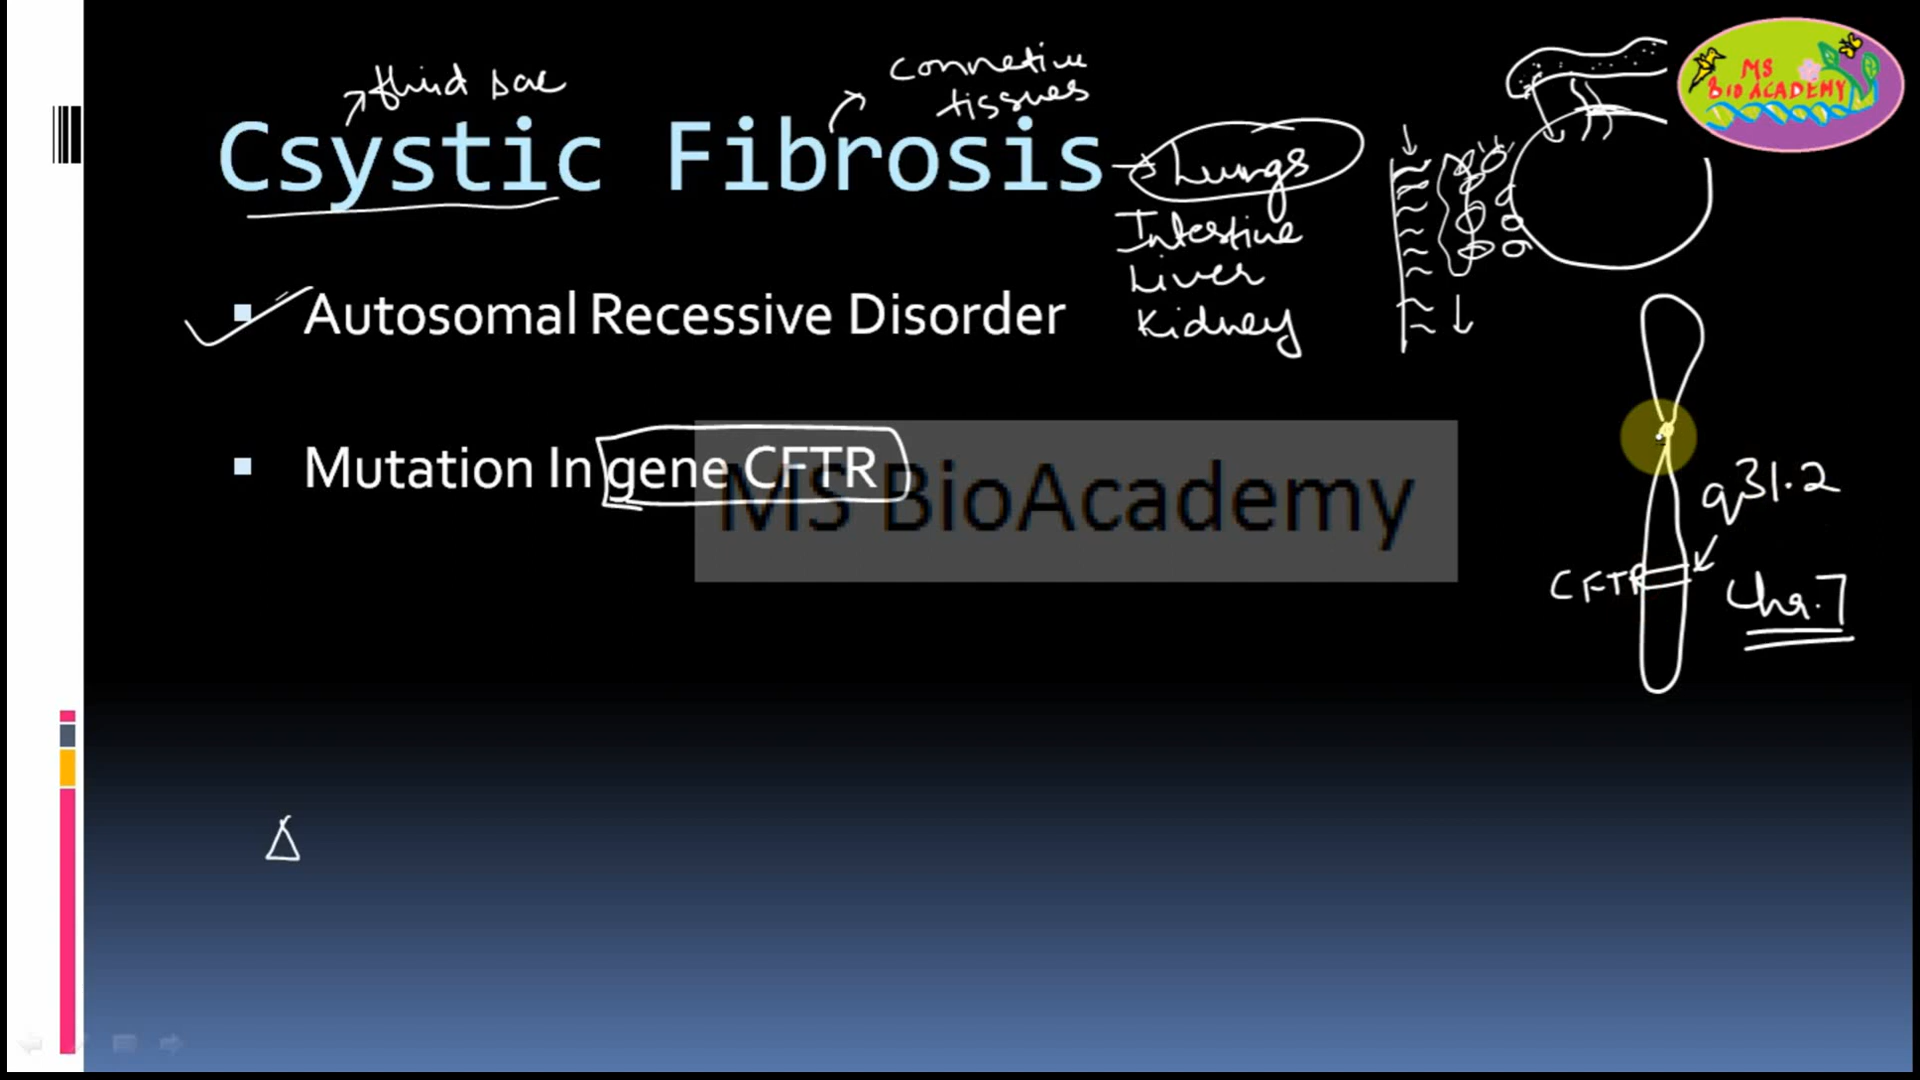 fluid sac
connetive
tissues
MS
BIO ACADEMY
Csystic Fibrosis
Lungs
Intestine
Liver
Kidney
Autosomal Recessive Disorder
Mutation In gene CFTR
MS BioAcademy
q31.2
CFTR
Chr.7
Δ